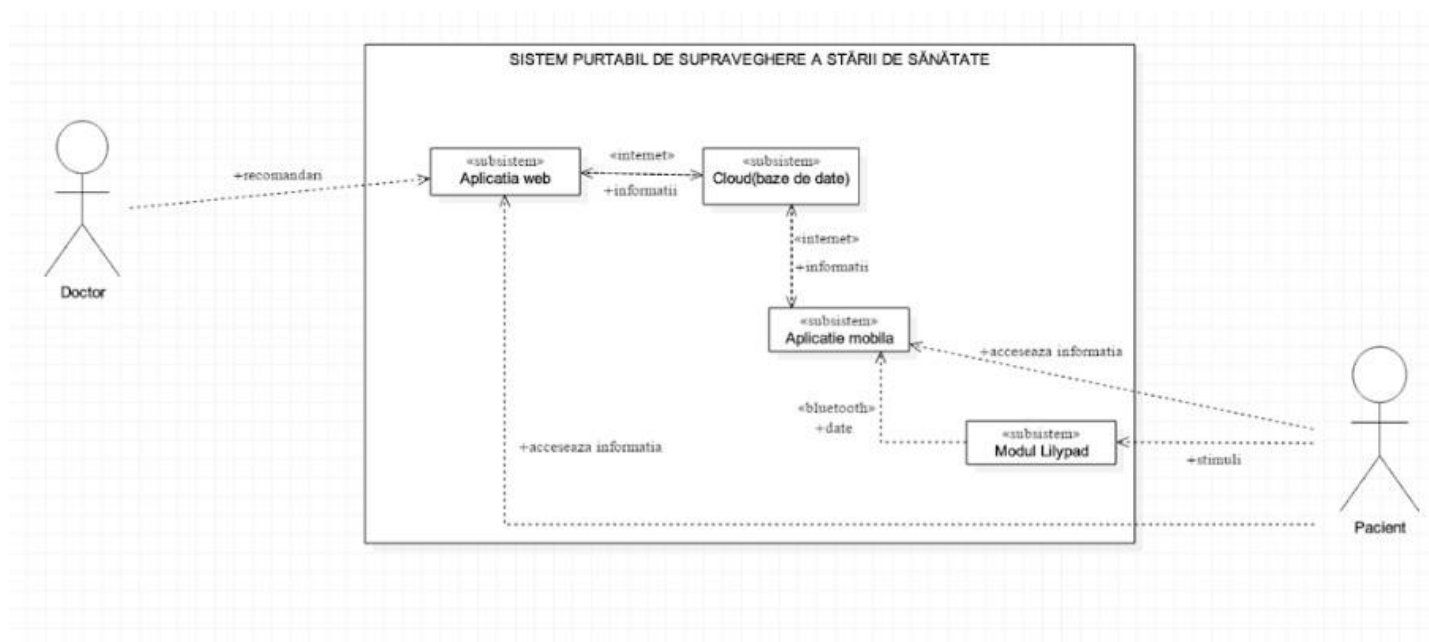 SISTEM PURTABIL DE SUPRAVEGHERE A STĂRII DE SĂNĂTATE
«subsistem»
Aplicatia web
«internet»
+informatii
«subsistem»
Cloud(baze de date)
+recomandari
Doctor
«internet»
+informatii
«subsistem»
Aplicatie mobila
+acceseaza informatia
«bluetooth»
+date
«subsistem»
Modul Lilypad
+stimuli
+acceseaza informatia
Pacient